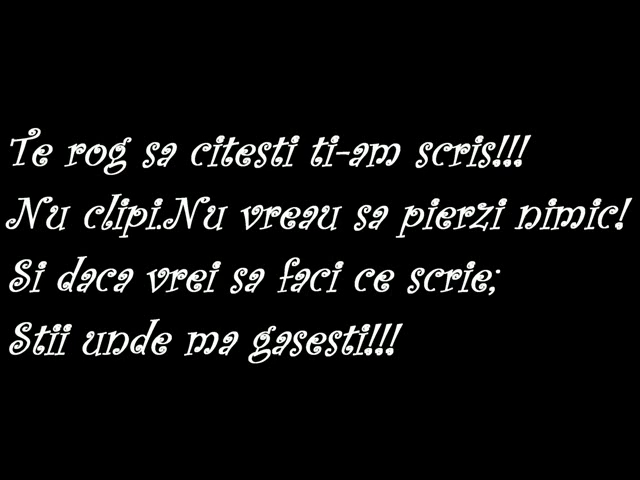 Te rog sa citesti ti-am scris!!!
Nu clipi.Nu vreau sa pierzi nimic!
Si daca vrei sa faci ce scrie;
Stii unde ma gasesti!!!